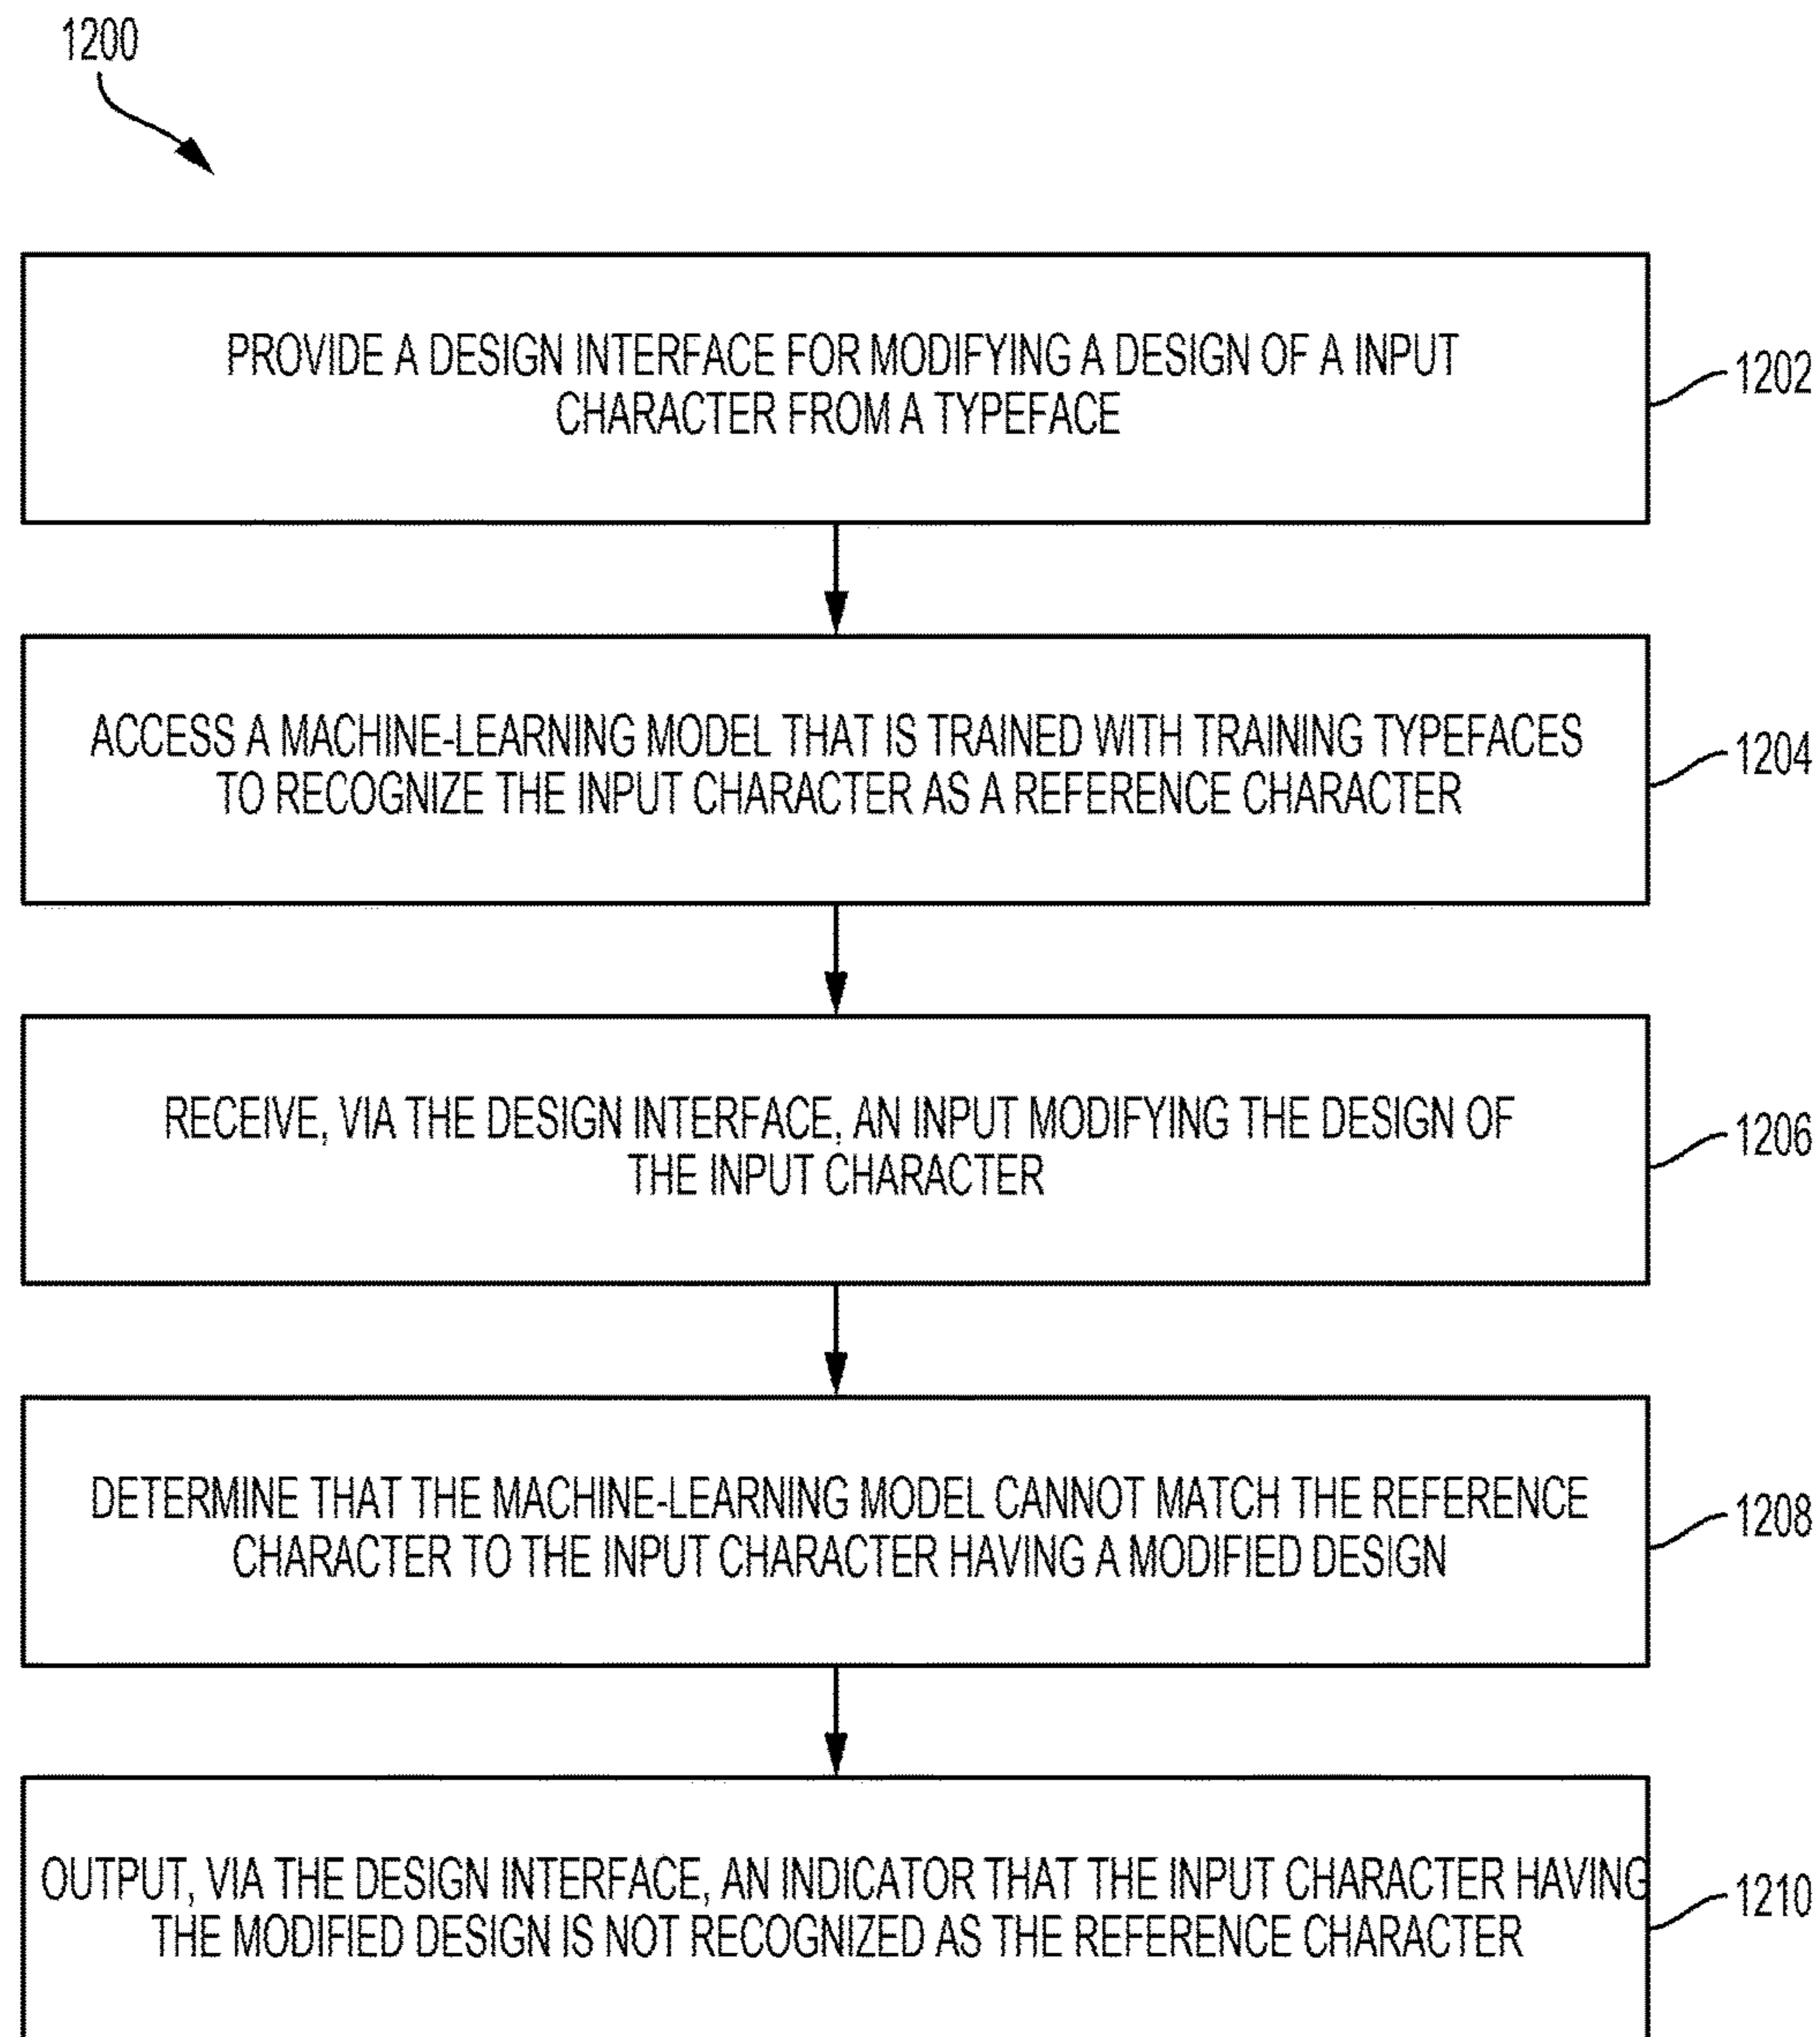 1200
PROVIDE A DESIGN INTERFACE FOR MODIFYING A DESIGN OF A INPUT
CHARACTER FROM A TYPEFACE
1202
ACCESS A MACHINE-LEARNING MODEL THAT IS TRAINED WITH TRAINING TYPEFACES
TO RECOGNIZE THE INPUT CHARACTER AS A REFERENCE CHARACTER
1204
RECEIVE, VIA THE DESIGN INTERFACE, AN INPUT MODIFYING THE DESIGN OF
THE INPUT CHARACTER
1206
DETERMINE THAT THE MACHINE-LEARNING MODEL CANNOT MATCH THE REFERENCE
CHARACTER TO THE INPUT CHARACTER HAVING A MODIFIED DESIGN
1208
OUTPUT, VIA THE DESIGN INTERFACE, AN INDICATOR THAT THE INPUT CHARACTER HAVING
THE MODIFIED DESIGN IS NOT RECOGNIZED AS THE REFERENCE CHARACTER
1210